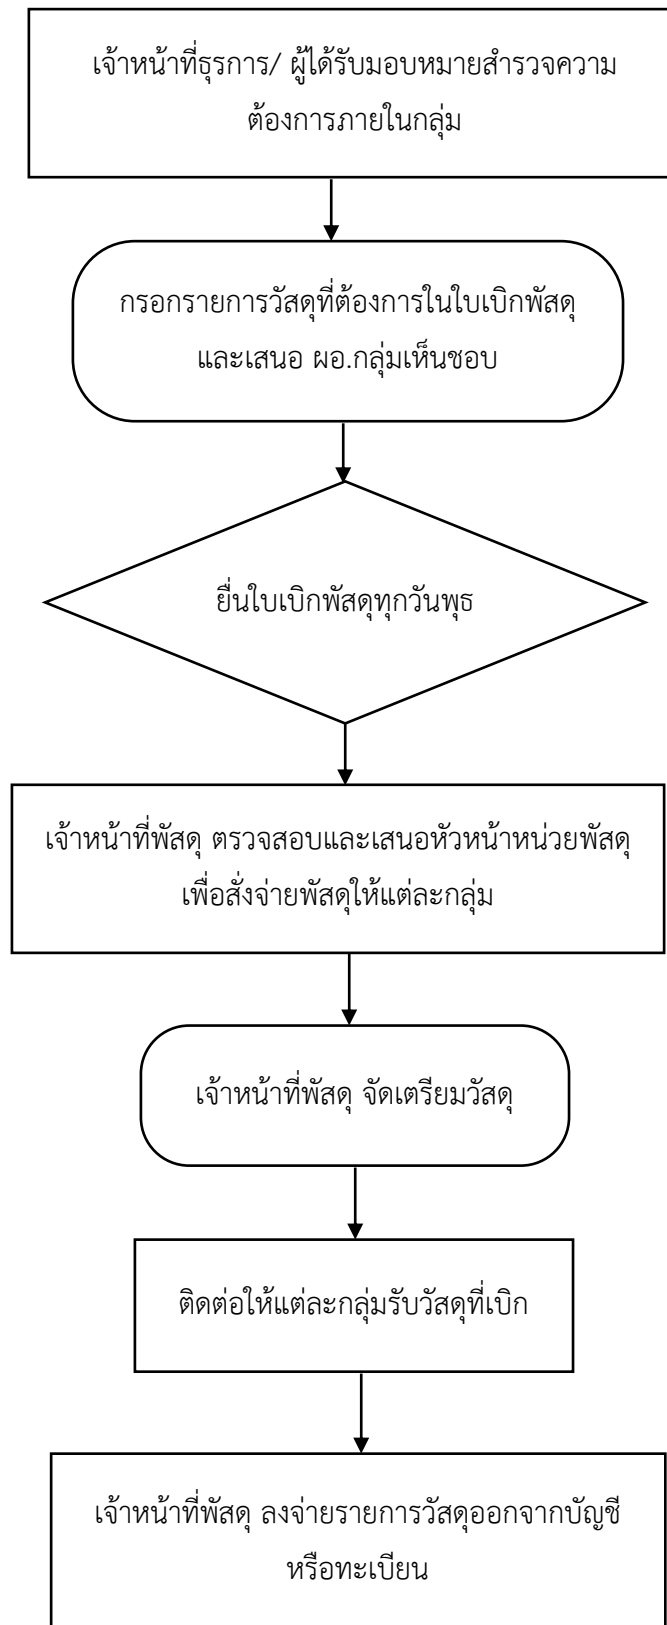 เจ้าหน้าที่ธุรการ/ ผู้ได้รับมอบหมายสำรวจความ
ต้องการภายในกลุ่ม
กรอกรายการวัสดุที่ต้องการในใบเบิกพัสดุ
และเสนอ ผอ.กลุ่มเห็นชอบ
ยื่นใบเบิกพัสดุทุกวันพุธ
เจ้าหน้าที่พัสดุ ตรวจสอบและเสนอหัวหน้าหน่วยพัสดุ
เพื่อสั่งจ่ายพัสดุให้แต่ละกลุ่ม
เจ้าหน้าที่พัสดุ จัดเตรียมวัสดุ
ติดต่อให้แต่ละกลุ่มรับวัสดุที่เบิก
เจ้าหน้าที่พัสดุ ลงจ่ายรายการวัสดุออกจากบัญชี
หรือทะเบียน